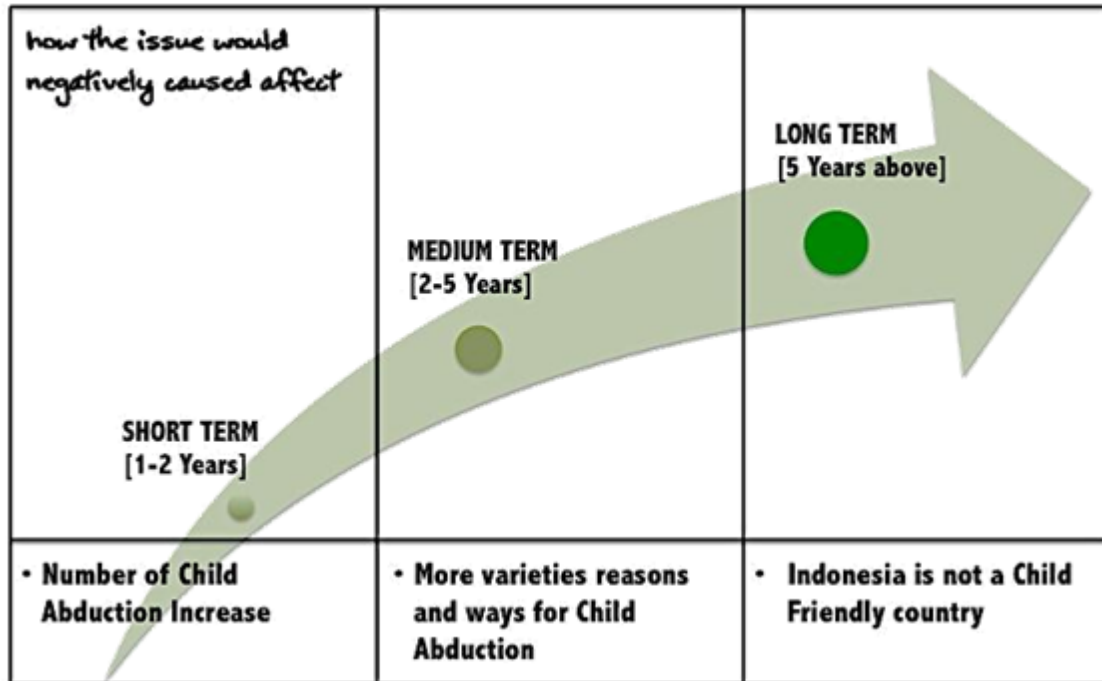 how the issue would
negatively caused affect
SHORT TERM
[1-2 Years]
MEDIUM TERM
[2-5 Years]
LONG TERM
[5 Years above]
• Number of Child
Abduction Increase
• More varieties reasons
and ways for Child
Abduction
• Indonesia is not a Child
Friendly country